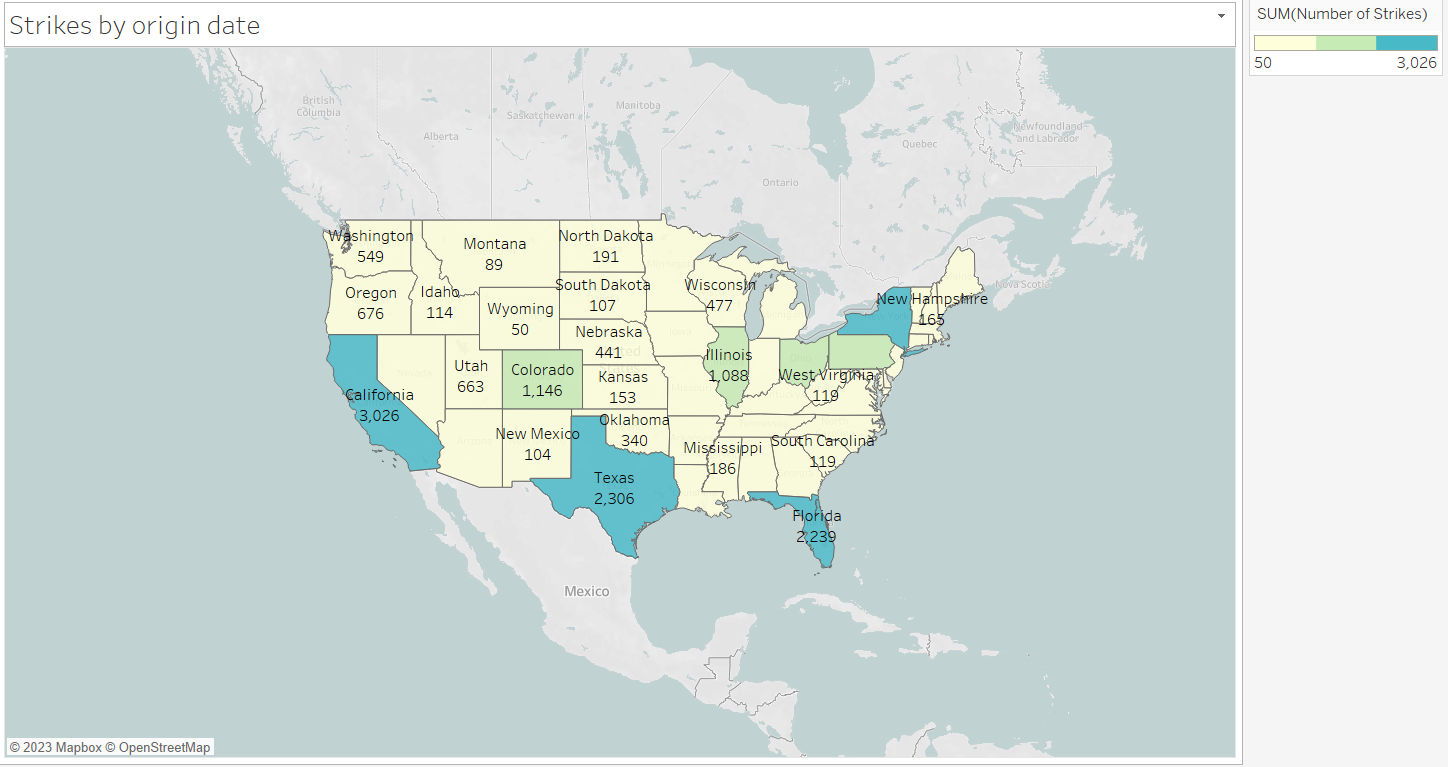 Strikes by origin date
SUM(Number of Strikes)
50
3,026
British
Columbia
Alberta
Saskatchewan
Manitoba
Ontario
Quebec
Newfoundland
and Labrador
Nova Scotia
Washington
549
Montana
89
North Dakota
191
Oregon
676
Idaho
114
Wyoming
50
South Dakota
107
Wisconsin
477
New Hampshire
165
Nebraska
441
Utah
663
Colorado
1,146
Kansas
153
Illinois
1,088
West Virginia
119
California
3,026
New Mexico
104
Oklahoma
340
Mississippi
186
South Carolina
119
Texas
2,306
Florida
2,239
Mexico
© 2023 Mapbox © OpenStreetMap